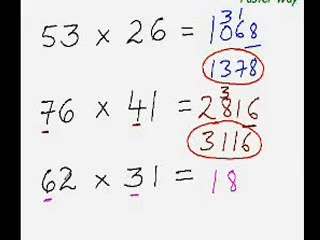 Faster Way
53 × 26 = 1068
31
1378
76 × 41 = 2816
3
3116
62 × 31 = 18